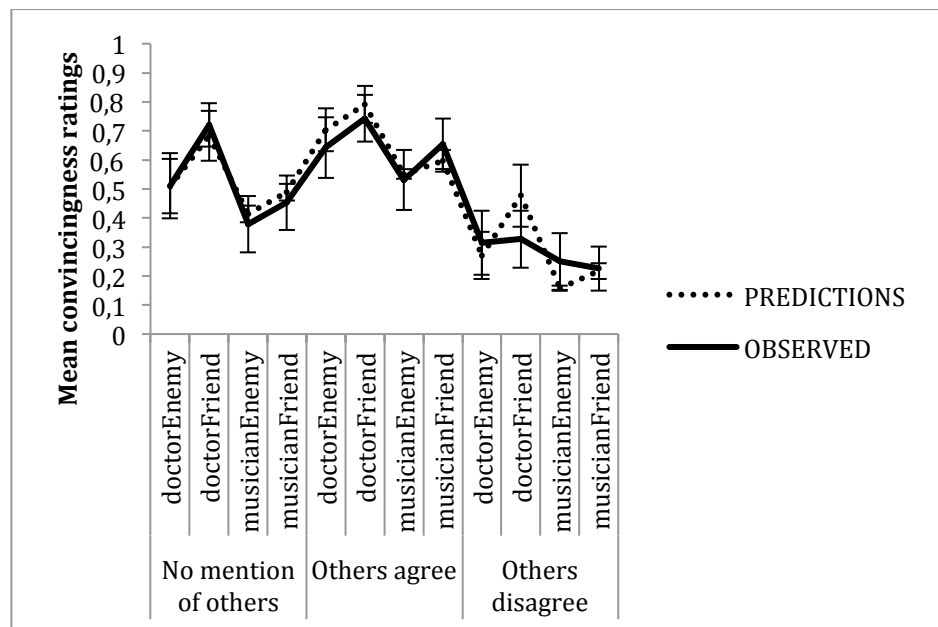 Mean convincingness ratings
1
0,9
0,8
0,7
0,6
0,5
0,4
0,3
0,2
0,1
0
doctorEnemy
doctorFriend
musicianEnemy
musicianFriend
doctorEnemy
doctorFriend
musicianEnemy
musicianFriend
doctorEnemy
doctorFriend
musicianEnemy
musicianFriend
No mention
of others
Others agree
Others
disagree
PREDICTIONS
OBSERVED